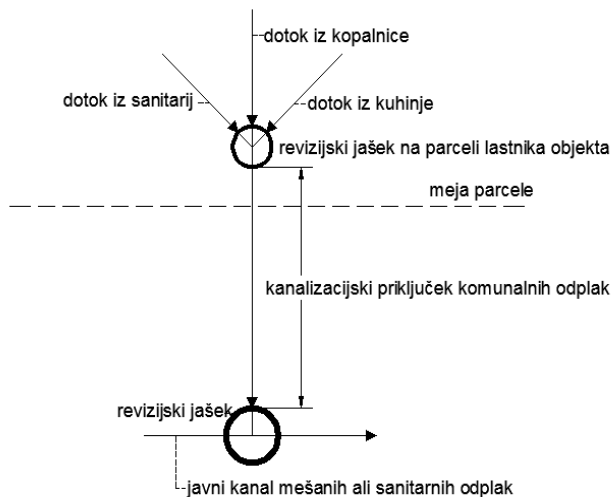 dotok iz kopalnice
dotok iz sanitarij
dotok iz kuhinje
revizijski jašek na parceli lastnika objekta
meja parcele
kanalizacijski priključek komunalnih odplak
revizijski jašek
javni kanal mešanih ali sanitarnih odplak